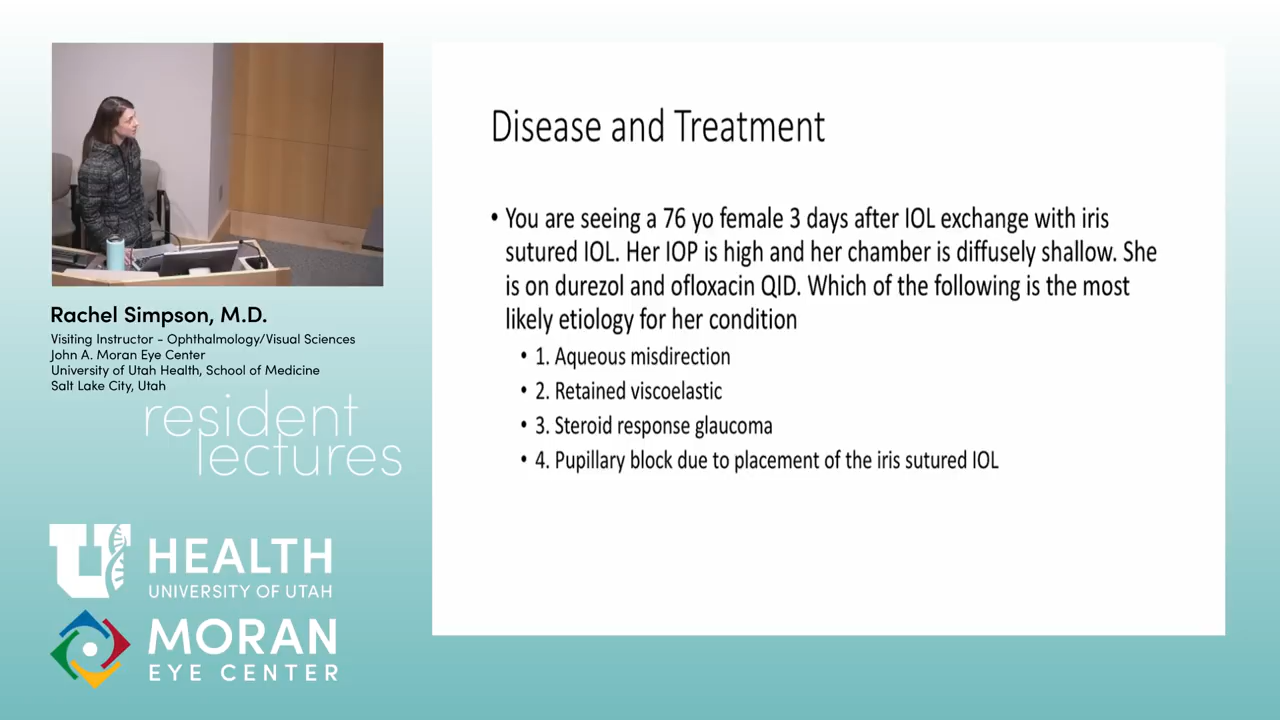 Disease and Treatment
• You are seeing a 76 yo female 3 days after IOL exchange with iris
sutured IOL. Her IOP is high and her chamber is diffusely shallow. She
is on durezol and ofloxacin QID. Which of the following is the most
likely etiology for her condition
• 1. Aqueous misdirection
• 2. Retained viscoelastic
• 3. Steroid response glaucoma
• 4. Pupillary block due to placement of the iris sutured IOL
Rachel Simpson, M.D.
Visiting Instructor - Ophthalmology/Visual Sciences
John A. Moran Eye Center
University of Utah Health, School of Medicine
Salt Lake City, Utah
resident
lectures
U HEALTH
UNIVERSITY OF UTAH
MORAN
EYE CENTER